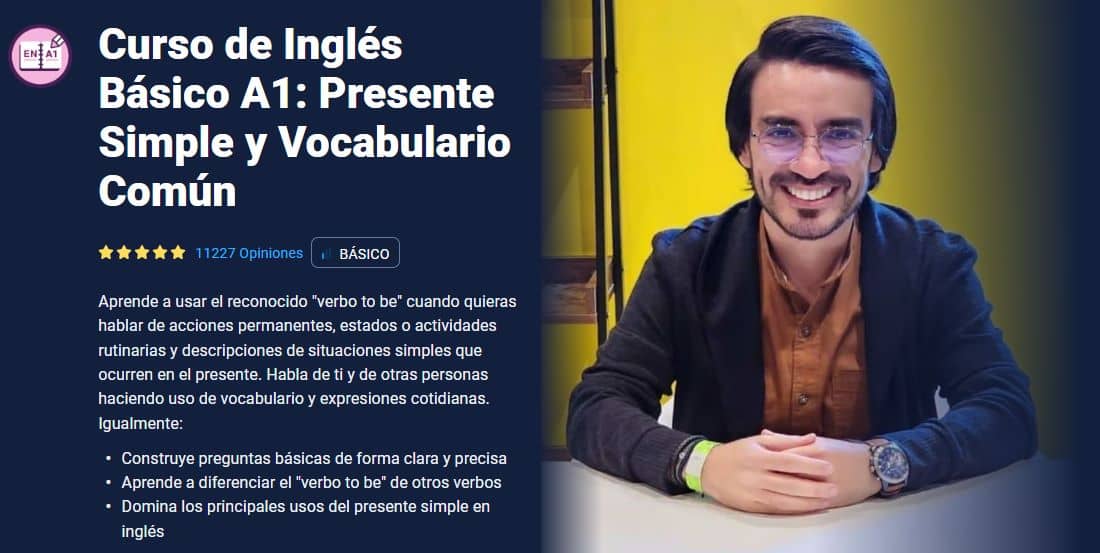 EN A1
Curso de Inglés
Básico A1: Presente
Simple y Vocabulario
Común
11227 Opiniones
BÁSICO
Aprende a usar el reconocido "verbo to be" cuando quieras
hablar de acciones permanentes, estados o actividades
rutinarias y descripciones de situaciones simples que
ocurren en el presente. Habla de ti y de otras personas
haciendo uso de vocabulario y expresiones cotidianas.
Igualmente:
• Construye preguntas básicas de forma clara y precisa
• Aprende a diferenciar el "verbo to be" de otros verbos
• Domina los principales usos del presente simple en
inglés